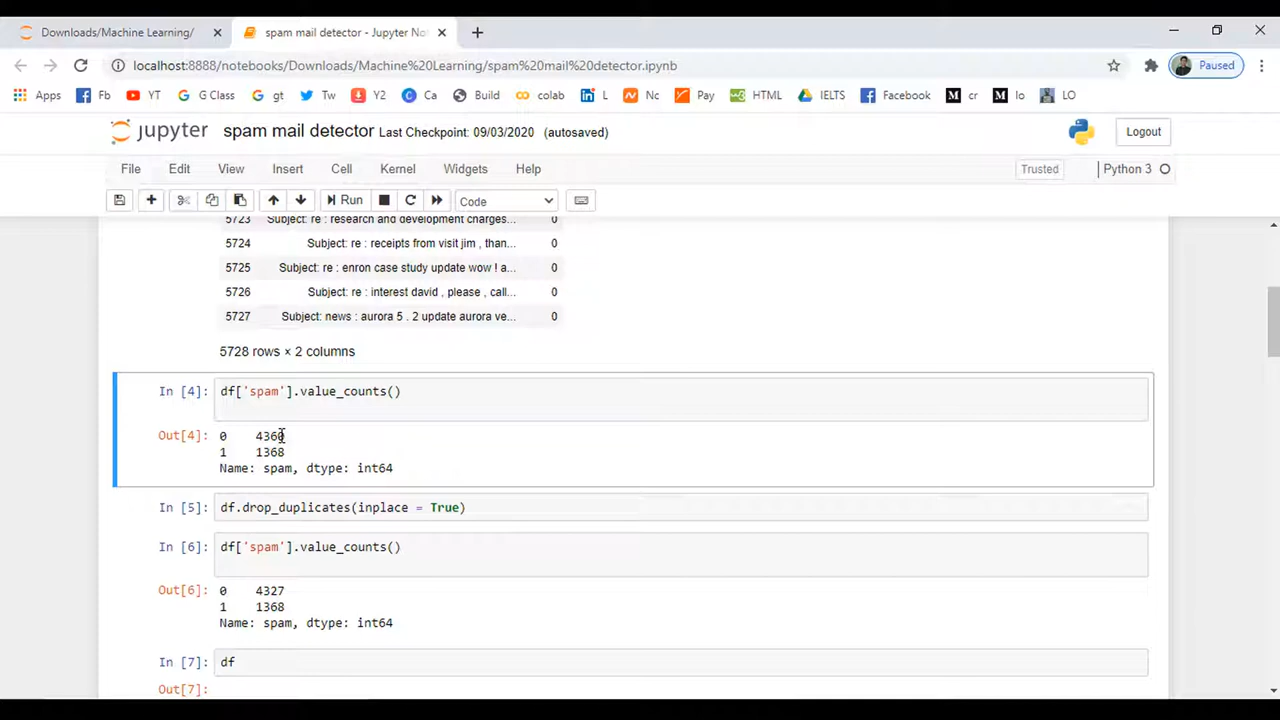 Downloads/Machine Learning/
spam mail detector - Jupyter Not
localhost:8888/notebooks/Downloads/Machine%20Learning/spam%20mail%20detector.ipynb
Paused
Apps Fb YT G Class gt Tw Y2 Ca Build colab L Nc Pay HTML IELTS Facebook cr lo LO
jupyter spam mail detector Last Checkpoint: 09/03/2020 (autosaved)
Logout
File Edit View Insert Cell Kernel Widgets Help
Trusted
Python 3
Run
Code
5723 Subject: re : research and development charges... 0
5724 Subject: re : receipts from visit jim , than... 0
5725 Subject: re : enron case study update wow ! a... 0
5726 Subject: re : interest david , please , call... 0
5727 Subject: news : aurora 5 . 2 update aurora ve... 0
5728 rows × 2 columns
In [4]: df['spam'].value_counts()
Out[4]: 0 4360
1 1368
Name: spam, dtype: int64
In [5]: df.drop_duplicates(inplace = True)
In [6]: df['spam'].value_counts()
Out[6]: 0 4327
1 1368
Name: spam, dtype: int64
In [7]: df
Out[7]: